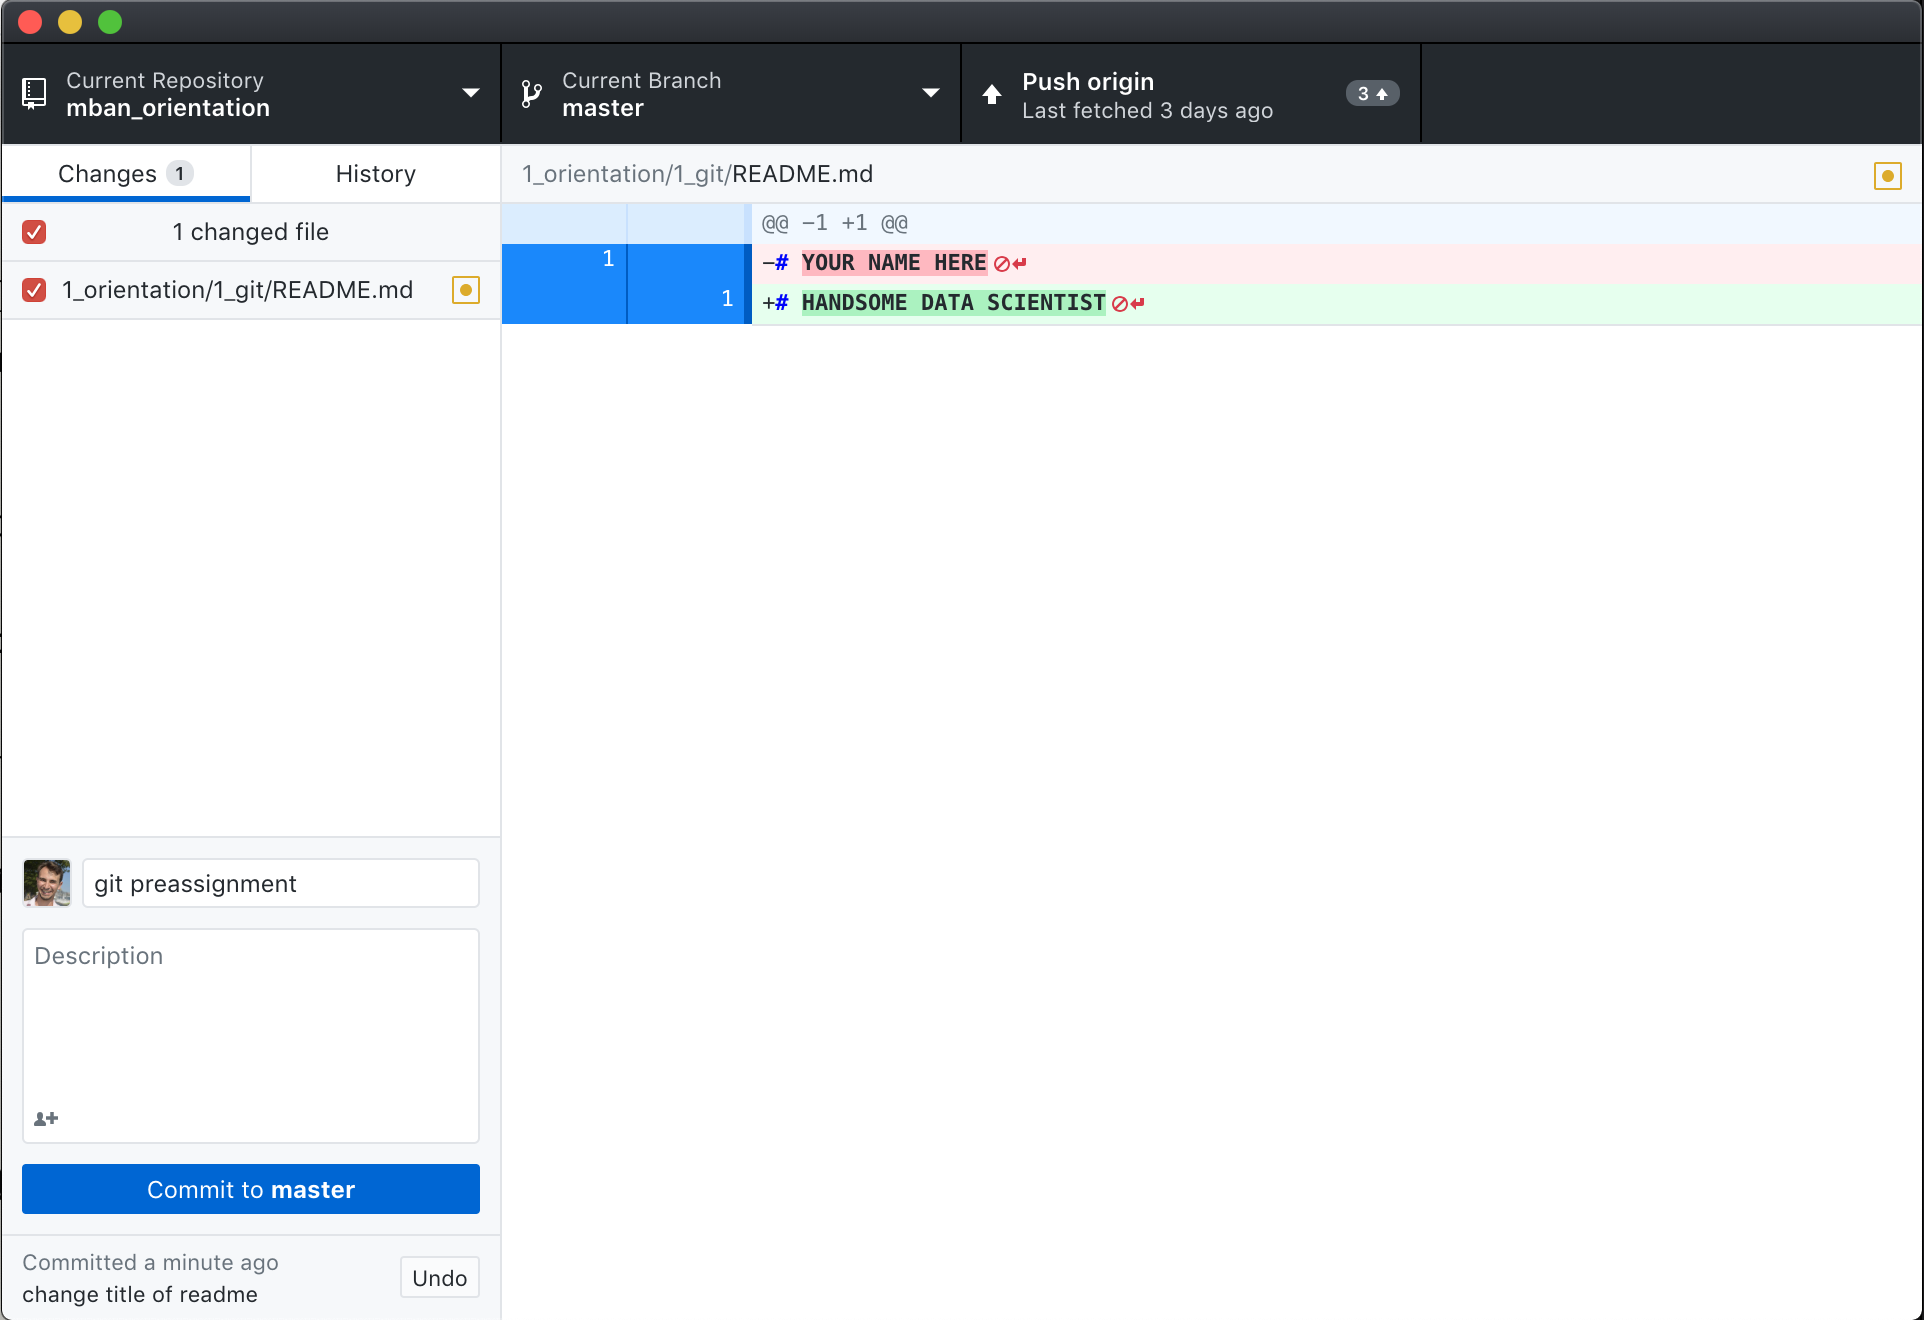 Current Repository
mban_orientation
Current Branch
master
Push origin
Last fetched 3 days ago
3
Changes 1
History
1_orientation/1_git/README.md
1 changed file
1_orientation/1_git/README.md
@@ -1 +1 @@
1 -# YOUR NAME HERE
1 +# HANDSOME DATA SCIENTIST
git preassignment
Description
Commit to master
Committed a minute ago
change title of readme
Undo